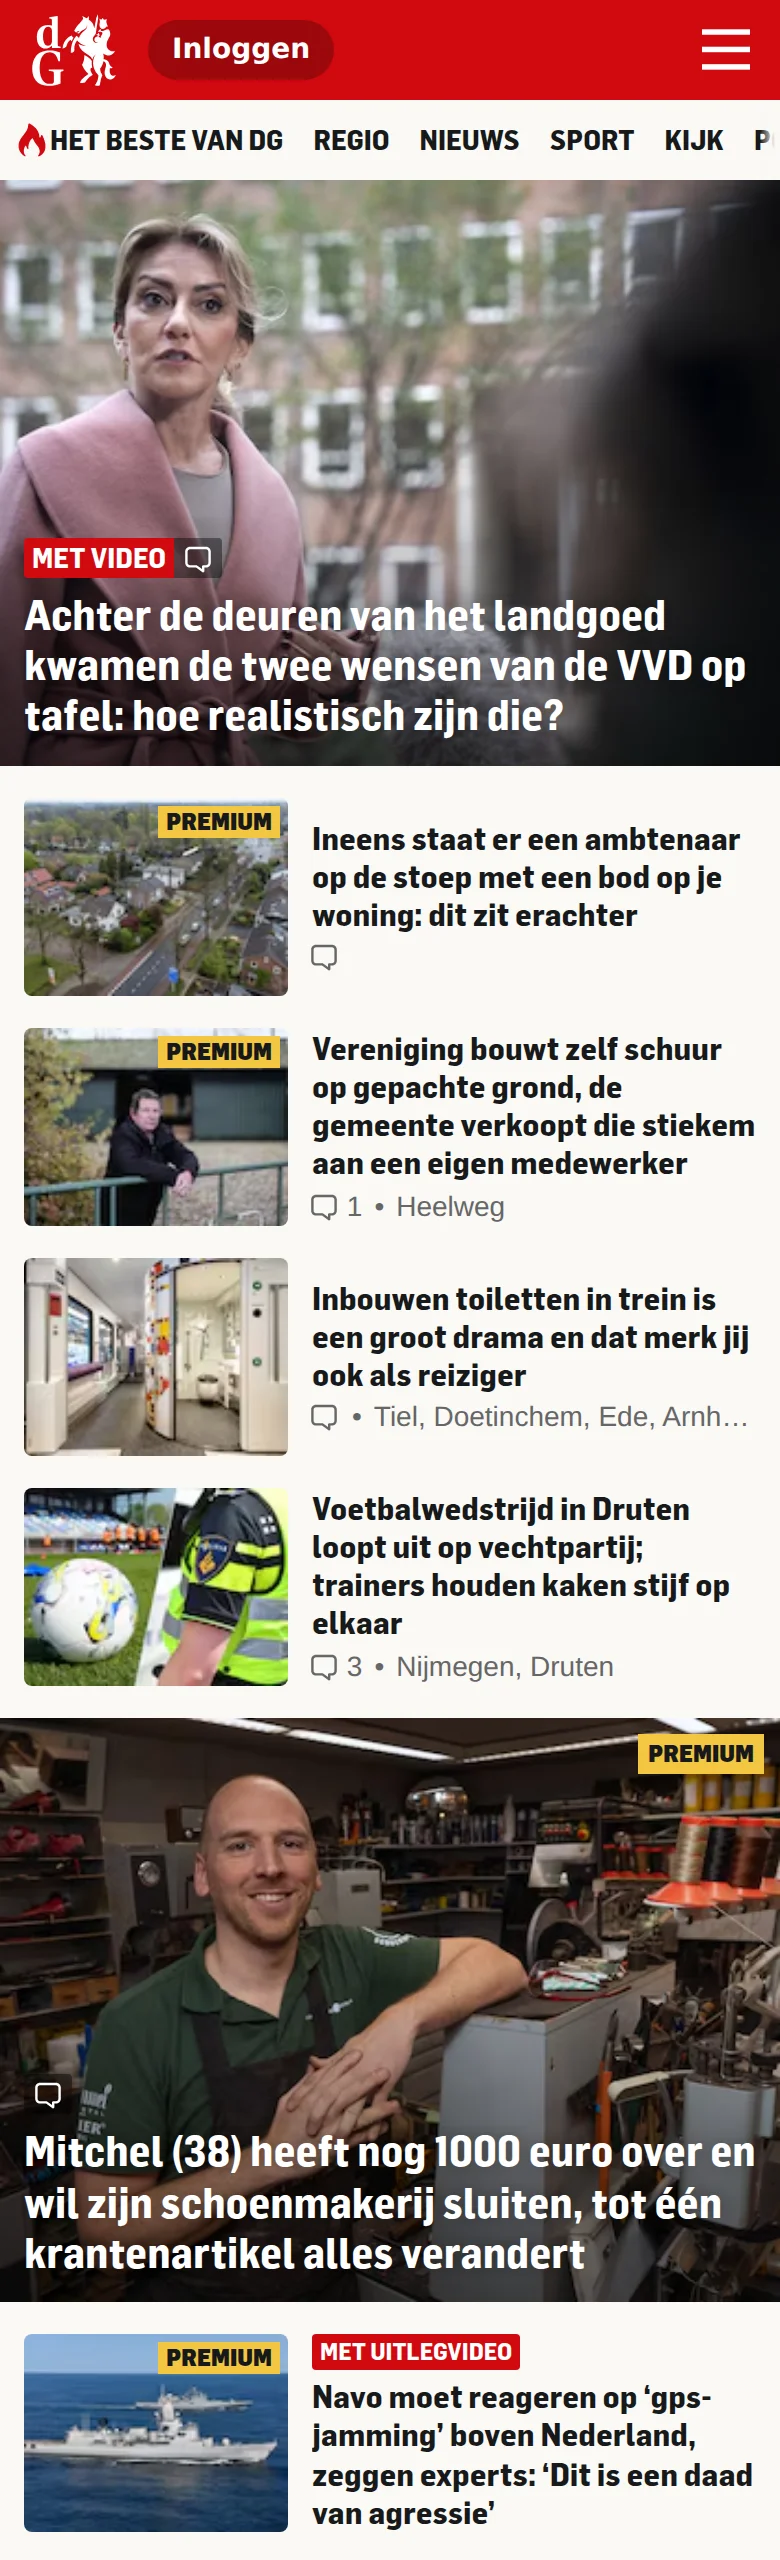 dG
Inloggen
HET BESTE VAN DG REGIO NIEUWS SPORT KIJK
MET VIDEO
Achter de deuren van het landgoed
kwamen de twee wensen van de VVD op
tafel: hoe realistisch zijn die?
PREMIUM
Ineens staat er een ambtenaar
op de stoep met een bod op je
woning: dit zit erachter
PREMIUM
Vereniging bouwt zelf schuur
op gepachte grond, de
gemeente verkoopt die stiekem
aan een eigen medewerker
1 • Heelweg
Inbouwen toiletten in trein is
een groot drama en dat merk jij
ook als reiziger
• Tiel, Doetinchem, Ede, Arnh…
Voetbalwedstrijd in Druten
loopt uit op vechtpartij;
trainers houden kaken stijf op
elkaar
3 • Nijmegen, Druten
PREMIUM
Mitchel (38) heeft nog 1000 euro over en
wil zijn schoenmakerij sluiten, tot één
krantenartikel alles verandert
PREMIUM
MET UITLEGVIDEO
Navo moet reageren op ‘gps-
jamming’ boven Nederland,
zeggen experts: ‘Dit is een daad
van agressie’